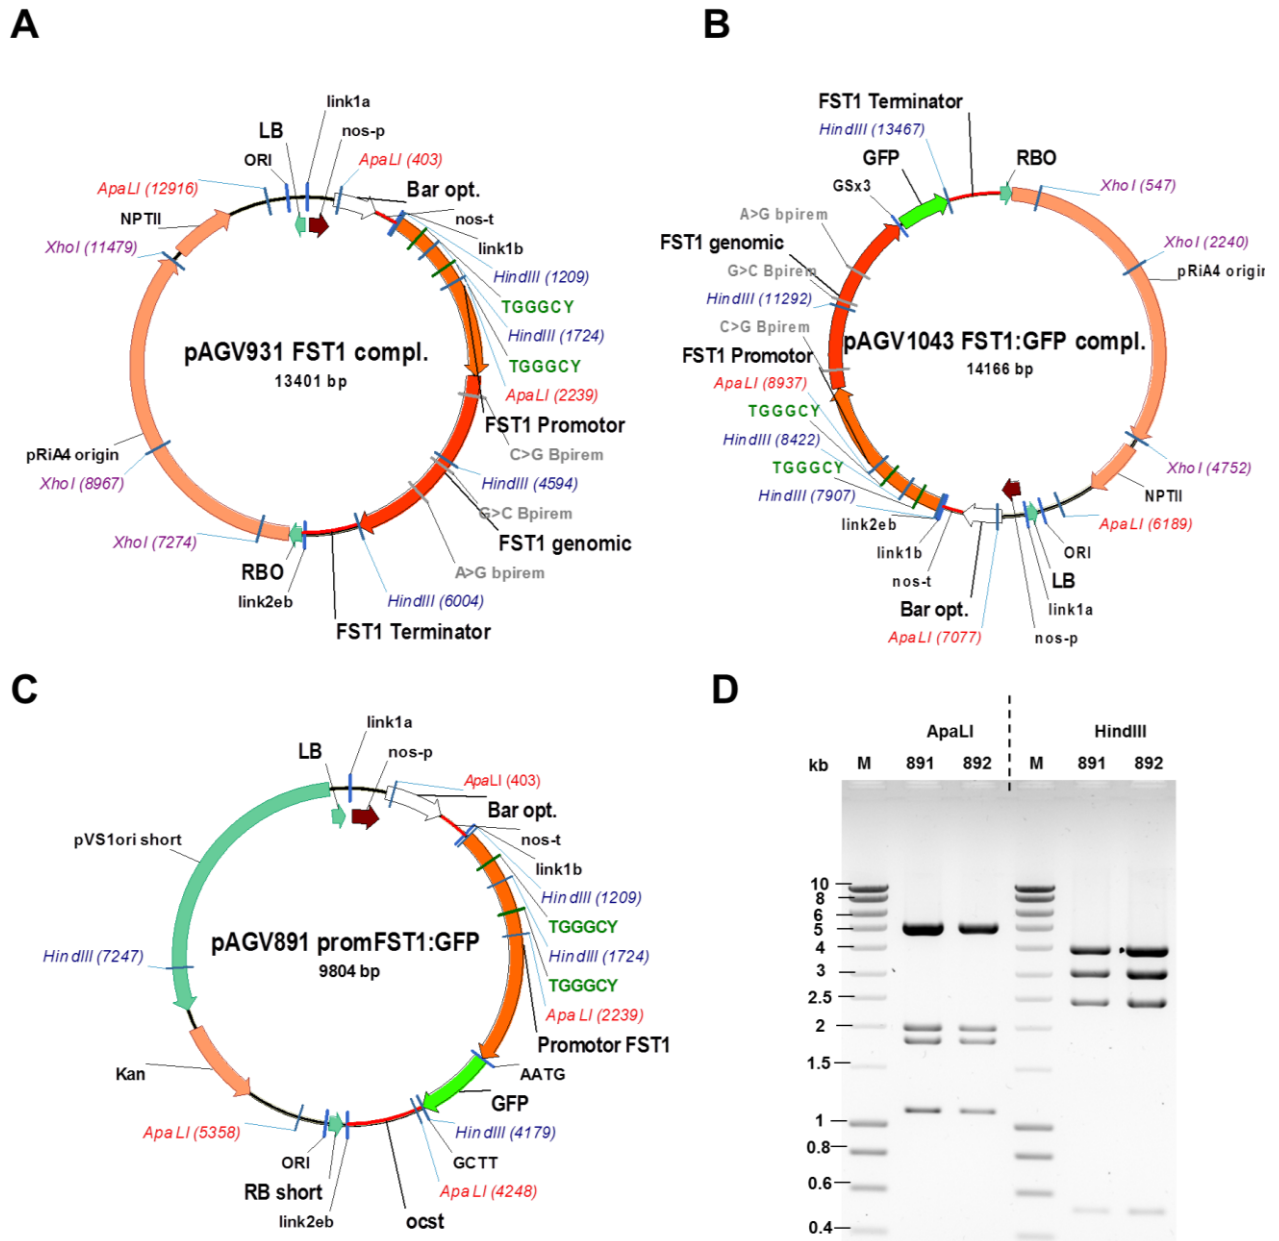 A
link1a
LB
nos-p
ORI
ApaLI (403)
ApaLI (12916)
Bar opt.
NPTII
nos-t
XhoI (11479)
link1b
HindIII (1209)
TGGGCY
HindIII (1724)
pAGV931 FST1 compl.
13401 bp
TGGGCY
ApaLI (2239)
FST1 Promotor
C>G Bpirem
pRiA4 origin
XhoI (8967)
HindIII (4594)
G>C Bpirem
FST1 genomic
XhoI (7274)
A>G bpirem
RBO
link2eb
HindIII (6004)
FST1 Terminator
B
FST1 Terminator
HindIII (13467)
GFP
RBO
GSx3
XhoI (547)
A>G bpirem
FST1 genomic
XhoI (2240)
G>C Bpirem
pRiA4 origin
HindIII (11292)
C>G Bpirem
pAGV1043 FST1:GFP compl.
14166 bp
FST1 Promotor
ApaLI (8937)
TGGGCY
HindIII (8422)
TGGGCY
XhoI (4752)
HindIII (7907)
NPTII
link2eb
ApaLI (6189)
link1b
ORI
nos-t
LB
Bar opt.
link1a
ApaLI (7077)
nos-p
C
link1a
LB
nos-p
ApaLI (403)
Bar opt.
pVS1ori short
nos-t
link1b
HindIII (1209)
TGGGCY
pAGV891 promFST1:GFP
9804 bp
HindIII (7247)
HindIII (1724)
TGGGCY
ApaLI (2239)
Promotor FST1
Kan
AATG
GFP
ApaLI (5358)
HindIII (4179)
ORI
GCTT
RB short
ApaLI (4248)
link2eb
ocst
D
ApaLI HindIII
kb M 891 892 M 891 892
10
8
6
5
4
3
2.5
2
1.5
1
0.8
0.6
0.4